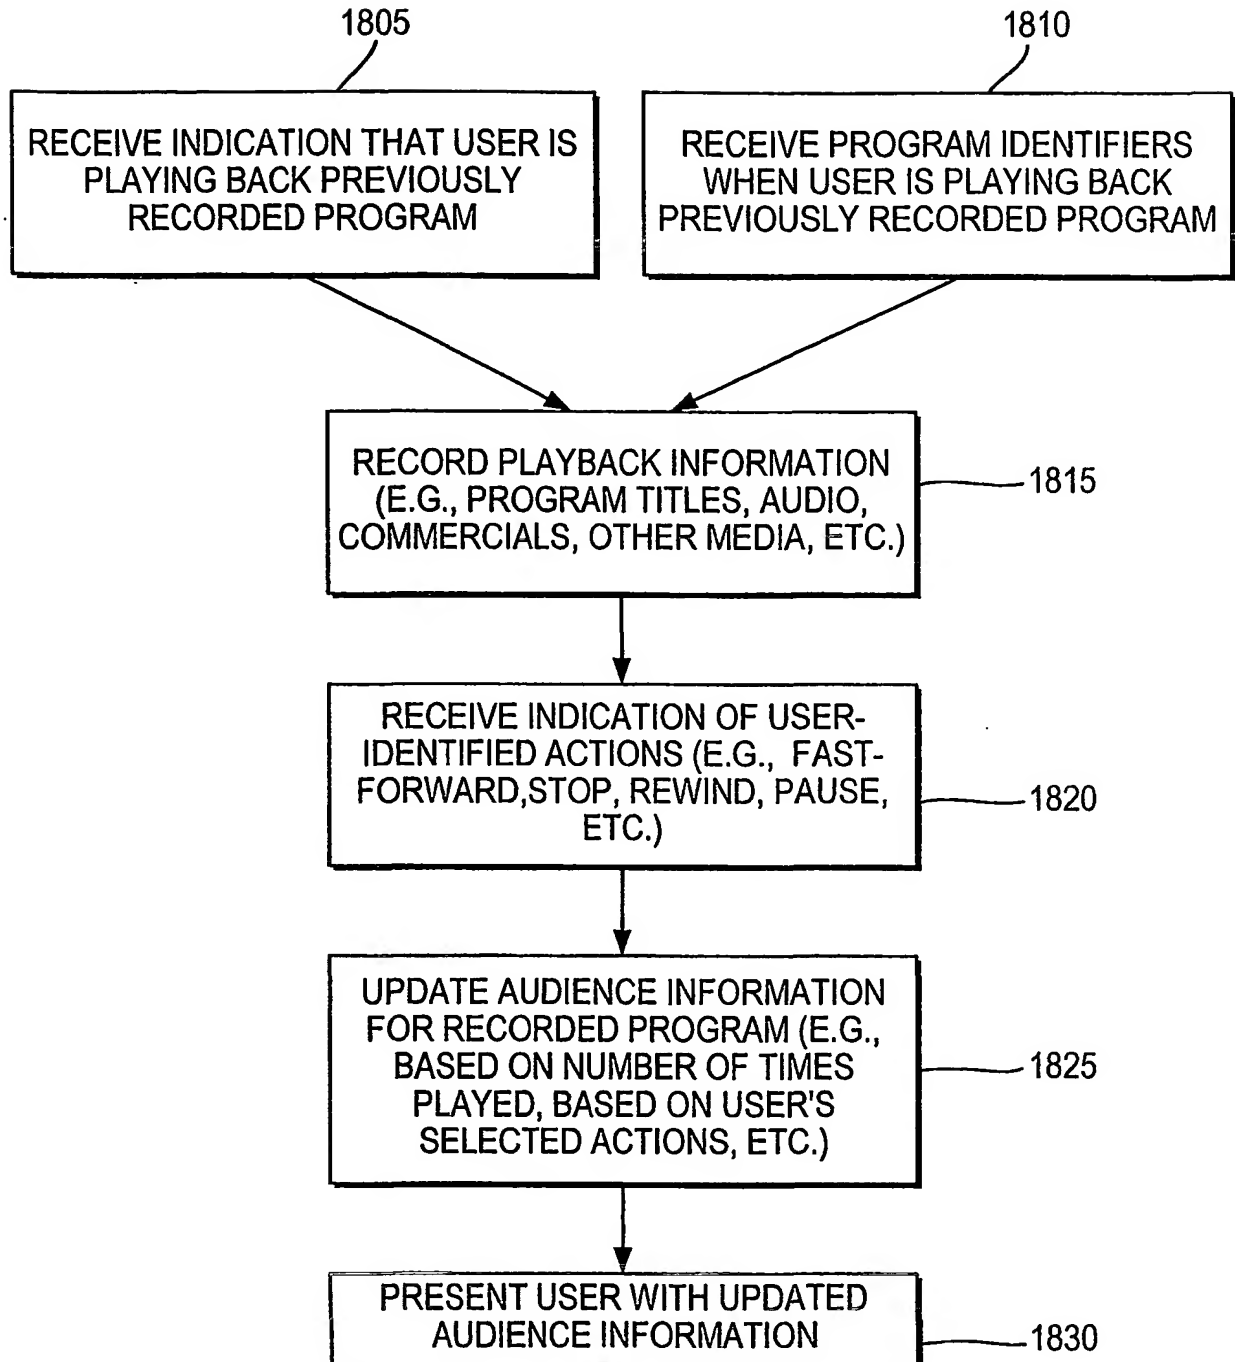 1805
1810
RECEIVE INDICATION THAT USER IS
PLAYING BACK PREVIOUSLY
RECORDED PROGRAM
RECEIVE PROGRAM IDENTIFIERS
WHEN USER IS PLAYING BACK
PREVIOUSLY RECORDED PROGRAM
RECORD PLAYBACK INFORMATION
(E.G., PROGRAM TITLES, AUDIO,
COMMERCIALS, OTHER MEDIA, ETC.)
1815
RECEIVE INDICATION OF USER-
IDENTIFIED ACTIONS (E.G., FAST-
FORWARD,STOP, REWIND, PAUSE,
ETC.)
1820
UPDATE AUDIENCE INFORMATION
FOR RECORDED PROGRAM (E.G.,
BASED ON NUMBER OF TIMES
PLAYED, BASED ON USER'S
SELECTED ACTIONS, ETC.)
1825
PRESENT USER WITH UPDATED
AUDIENCE INFORMATION
1830